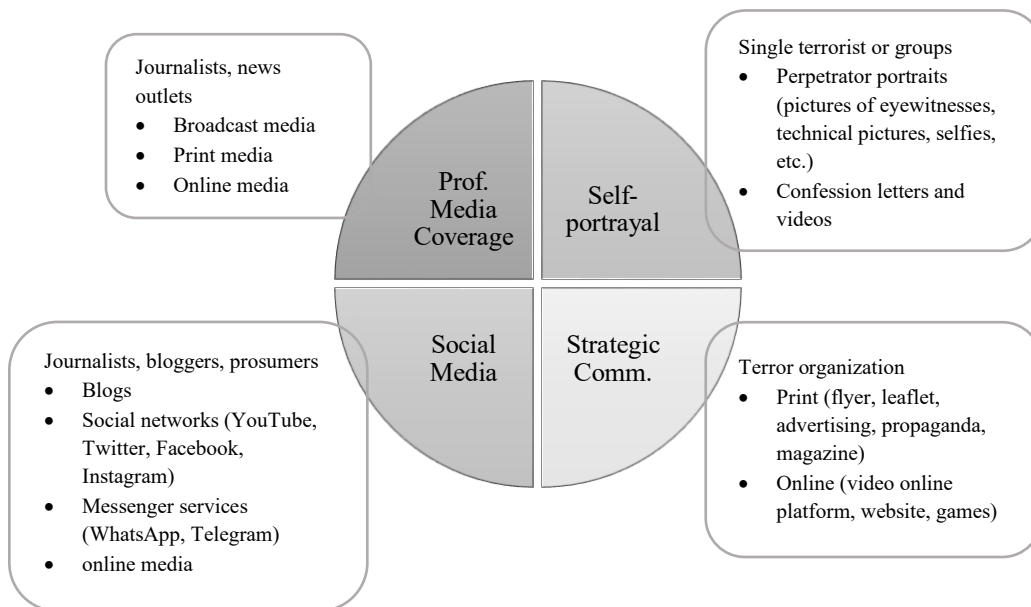 Journalists, news
outlets
• Broadcast media
• Print media
• Online media
Single terrorist or groups
• Perpetrator portraits
(pictures of eyewitnesses,
technical pictures, selfies,
etc.)
• Confession letters and
videos
Prof.
Media
Coverage
Self-
portrayal
Social
Media
Strategic
Comm.
Journalists, bloggers, prosumers
• Blogs
• Social networks (YouTube,
Twitter, Facebook,
Instagram)
• Messenger services
(WhatsApp, Telegram)
• online media
Terror organization
• Print (flyer, leaflet,
advertising, propaganda,
magazine)
• Online (video online
platform, website, games)